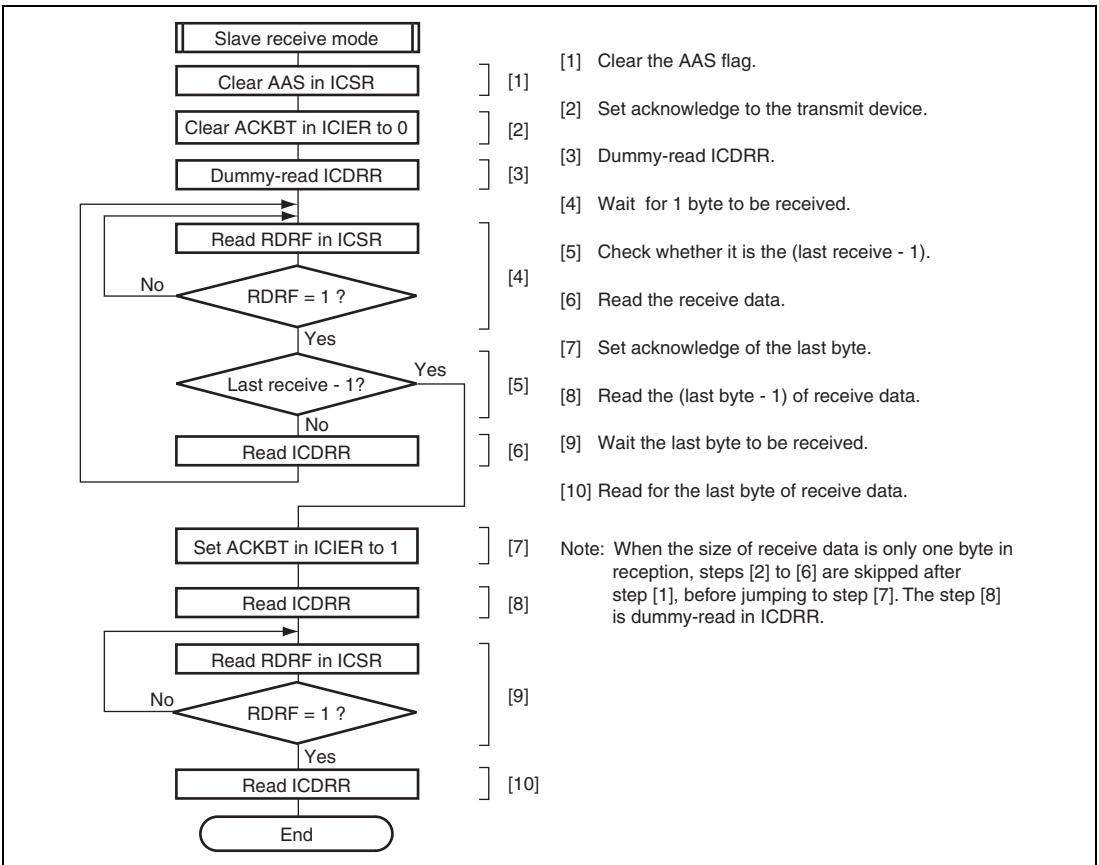 Slave receive mode
Clear AAS in ICSR
[1]
Clear ACKBT in ICIER to 0
[2]
Dummy-read ICDRR
[3]
Read RDRF in ICSR
No
RDRF = 1 ?
[4]
Yes
Last receive - 1?
Yes
[5]
No
Read ICDRR
[6]
Set ACKBT in ICIER to 1
[7]
Read ICDRR
[8]
Read RDRF in ICSR
No
RDRF = 1 ?
[9]
Yes
Read ICDRR
[10]
End
[1] Clear the AAS flag.
[2] Set acknowledge to the transmit device.
[3] Dummy-read ICDRR.
[4] Wait for 1 byte to be received.
[5] Check whether it is the (last receive - 1).
[6] Read the receive data.
[7] Set acknowledge of the last byte.
[8] Read the (last byte - 1) of receive data.
[9] Wait the last byte to be received.
[10] Read for the last byte of receive data.
Note: When the size of receive data is only one byte in
reception, steps [2] to [6] are skipped after
step [1], before jumping to step [7]. The step [8]
is dummy-read in ICDRR.